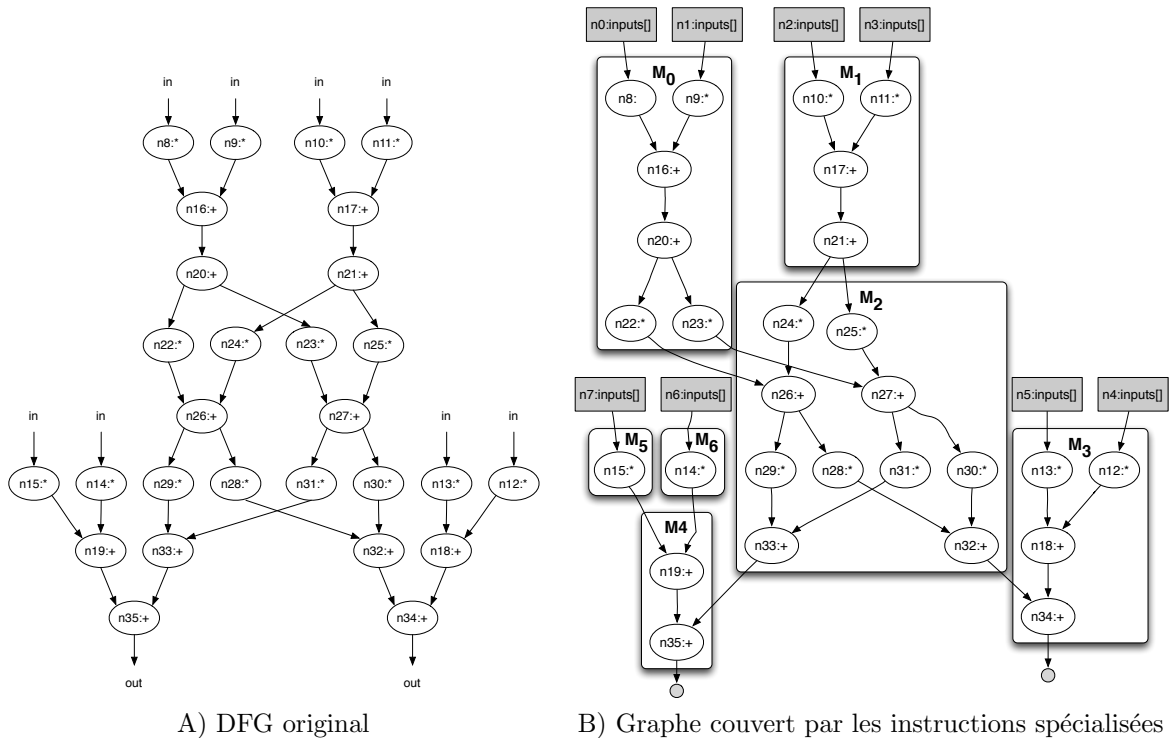 in in in in
n8:* n9:* n10:* n11:*
n16:+ n17:+
n20:+ n21:+
n22:* n24:* n23:* n25:*
n26:+ n27:+
in in in in
n15:* n14:* n29:* n28:* n31:* n30:* n13:* n12:*
n19:+ n33:+ n32:+ n18:+
n35:+ n34:+
out out
A) DFG original
n0:inputs[] n1:inputs[] n2:inputs[] n3:inputs[]
M0 M1
n8: n9:* n10:* n11:*
n16:+ n17:+
n20:+ n21:+
M2
n22:* n23:* n24:* n25:*
n7:inputs[] n6:inputs[] n26:+ n27:+ n5:inputs[] n4:inputs[]
M5 M6 M3
n15:* n14:* n29:* n28:* n31:* n30:* n13:* n12:*
M4
n19:+ n33:+ n32:+ n18:+
n35:+ n34:+
B) Graphe couvert par les instructions spécialisées